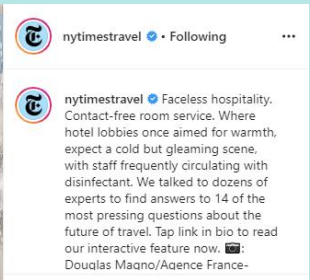 nytimestravel • Following •••
nytimestravel Faceless hospitality.
Contact-free room service. Where
hotel lobbies once aimed for warmth,
expect a cold but gleaming scene,
with staff frequently circulating with
disinfectant. We talked to dozens of
experts to find answers to 14 of the
most pressing questions about the
future of travel. Tap link in bio to read
our interactive feature now. 📷:
Douglas Magno/Agence France-